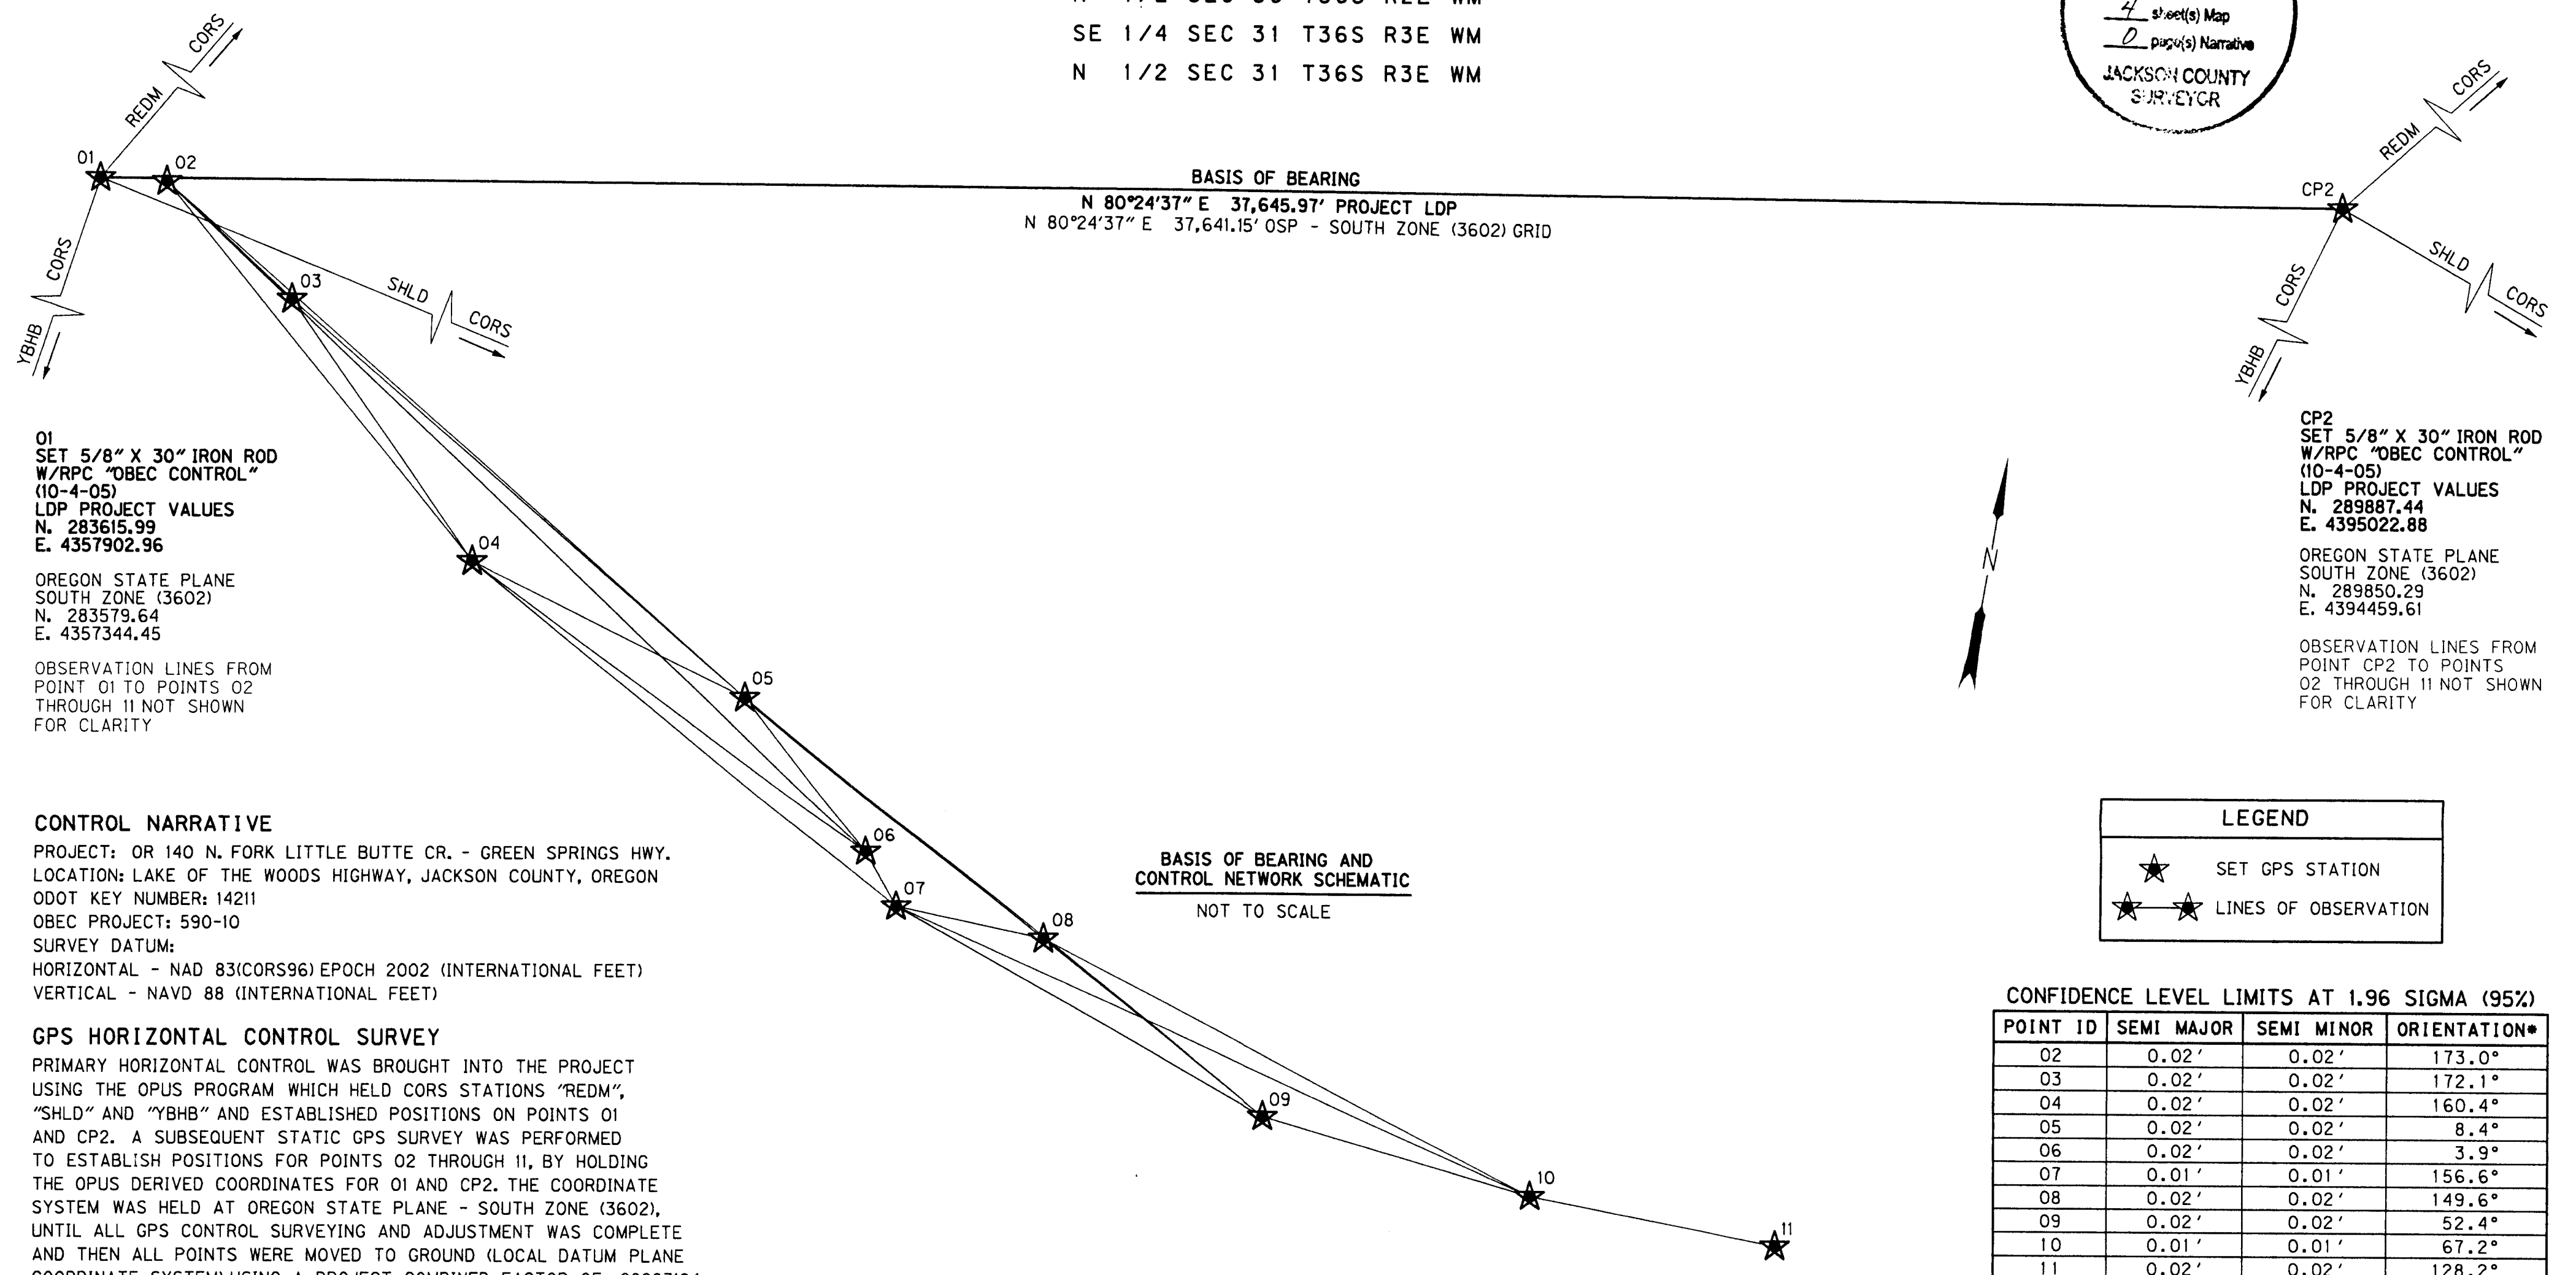 SE 1/4 SEC 31 T36S R3E WM
N 1/2 SEC 31 T36S R3E WM
4 sheet(s) Map
0 page(s) Narrative
JACKSON COUNTY
SURVEYOR
CORS
REDM
01
02
CORS
YBHB
03
SHLD
CORS
BASIS OF BEARING
N 80°24'37" E 37,645.97' PROJECT LDP
N 80°24'37" E 37,641.15' OSP - SOUTH ZONE (3602) GRID
CORS
REDM
CP2
SHLD
CORS
CORS
YBHB
01
SET 5/8" X 30" IRON ROD
W/RPC "OBEC CONTROL"
(10-4-05)
LDP PROJECT VALUES
N. 283615.99
E. 4357902.96
OREGON STATE PLANE
SOUTH ZONE (3602)
N. 283579.64
E. 4357344.45
OBSERVATION LINES FROM
POINT 01 TO POINTS 02
THROUGH 11 NOT SHOWN
FOR CLARITY
CP2
SET 5/8" X 30" IRON ROD
W/RPC "OBEC CONTROL"
(10-4-05)
LDP PROJECT VALUES
N. 289887.44
E. 4395022.88
OREGON STATE PLANE
SOUTH ZONE (3602)
N. 289850.29
E. 4394459.61
OBSERVATION LINES FROM
POINT CP2 TO POINTS
02 THROUGH 11 NOT SHOWN
FOR CLARITY
04
N
05
06
07
08
09
10
11
CONTROL NARRATIVE
PROJECT: OR 140 N. FORK LITTLE BUTTE CR. - GREEN SPRINGS HWY.
LOCATION: LAKE OF THE WOODS HIGHWAY, JACKSON COUNTY, OREGON
ODOT KEY NUMBER: 14211
OBEC PROJECT: 590-10
SURVEY DATUM:
HORIZONTAL - NAD 83(CORS96) EPOCH 2002 (INTERNATIONAL FEET)
VERTICAL - NAVD 88 (INTERNATIONAL FEET)
GPS HORIZONTAL CONTROL SURVEY
PRIMARY HORIZONTAL CONTROL WAS BROUGHT INTO THE PROJECT
USING THE OPUS PROGRAM WHICH HELD CORS STATIONS "REDM",
"SHLD" AND "YBHB" AND ESTABLISHED POSITIONS ON POINTS 01
AND CP2. A SUBSEQUENT STATIC GPS SURVEY WAS PERFORMED
TO ESTABLISH POSITIONS FOR POINTS 02 THROUGH 11, BY HOLDING
THE OPUS DERIVED COORDINATES FOR 01 AND CP2. THE COORDINATE
SYSTEM WAS HELD AT OREGON STATE PLANE - SOUTH ZONE (3602),
UNTIL ALL GPS CONTROL SURVEYING AND ADJUSTMENT WAS COMPLETE
AND THEN ALL POINTS WERE MOVED TO GROUND (LOCAL DATUM PLANE
BASIS OF BEARING AND
CONTROL NETWORK SCHEMATIC
NOT TO SCALE
LEGEND
SET GPS STATION
LINES OF OBSERVATION
CONFIDENCE LEVEL LIMITS AT 1.96 SIGMA (95%)
POINT ID SEMI MAJOR SEMI MINOR ORIENTATION*
02 0.02' 0.02' 173.0°
03 0.02' 0.02' 172.1°
04 0.02' 0.02' 160.4°
05 0.02' 0.02' 8.4°
06 0.02' 0.02' 3.9°
07 0.01' 0.01' 156.6°
08 0.02' 0.02' 149.6°
09 0.02' 0.02' 52.4°
10 0.01' 0.01' 67.2°
11 0.02' 0.02' 128.2°